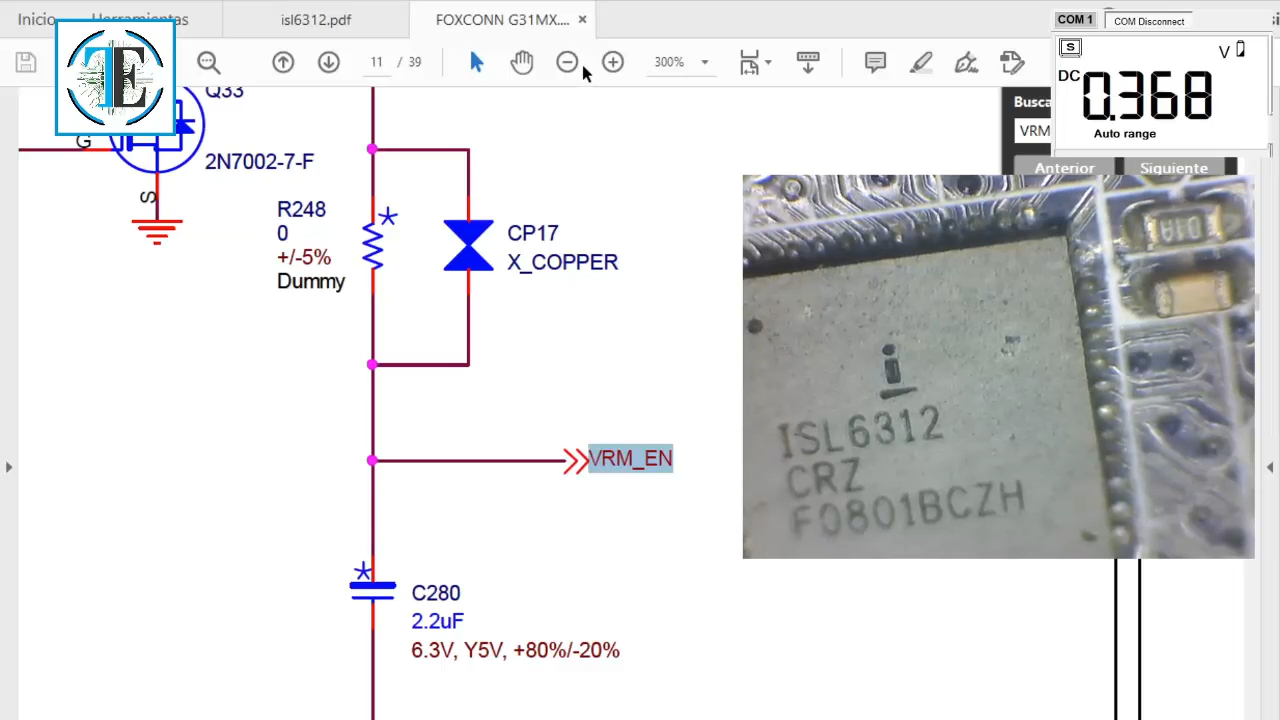 Inicio
Herramientas
isl6312.pdf
FOXCONN G31MX....
×
COM 1
COM Disconnect
TE
11 / 39
300%
S
V
DC
0.368
Auto range
Busca
VRM
Anterior
Siguiente
Q33
G
2N7002-7-F
S
R248
0
+/-5%
Dummy
CP17
X_COPPER
VRM_EN
C280
2.2uF
6.3V, Y5V, +80%/-20%
i
ISL6312
CRZ
F0801BCZH